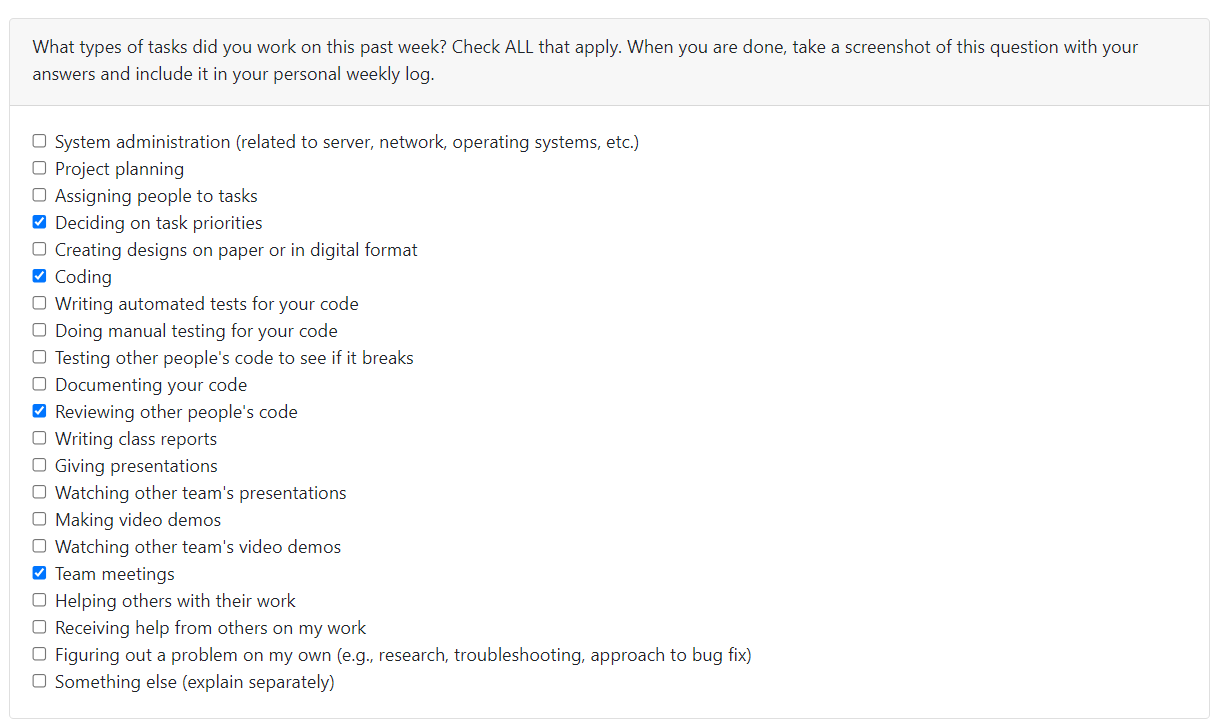 What types of tasks did you work on this past week? Check ALL that apply. When you are done, take a screenshot of this question with your
answers and include it in your personal weekly log.
System administration (related to server, network, operating systems, etc.)
Project planning
Assigning people to tasks
Deciding on task priorities
Creating designs on paper or in digital format
Coding
Writing automated tests for your code
Doing manual testing for your code
Testing other people's code to see if it breaks
Documenting your code
Reviewing other people's code
Writing class reports
Giving presentations
Watching other team's presentations
Making video demos
Watching other team's video demos
Team meetings
Helping others with their work
Receiving help from others on my work
Figuring out a problem on my own (e.g., research, troubleshooting, approach to bug fix)
Something else (explain separately)